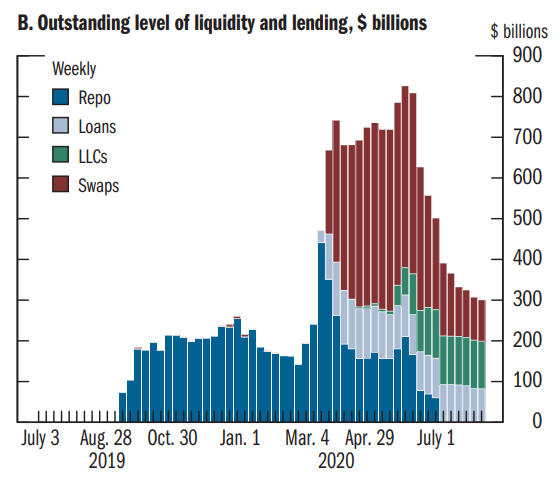 B. Outstanding level of liquidity and lending, $ billions
$ billions
Weekly
Repo
Loans
LLCs
Swaps
900
800
700
600
500
400
300
200
100
0
July 3 Aug. 28 Oct. 30 Jan. 1 Mar. 4 Apr. 29 July 1
2019 2020